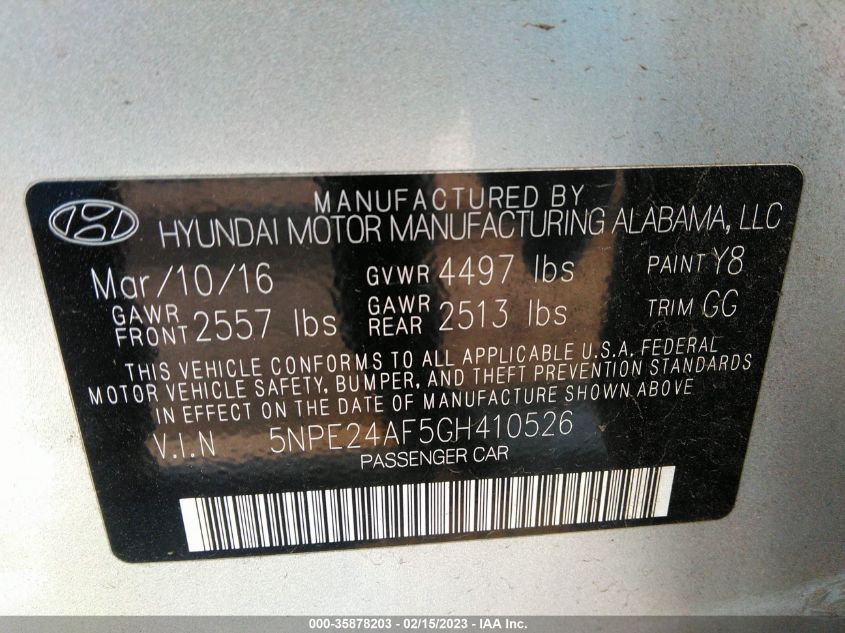 MANUFACTURED BY
HYUNDAI MOTOR MANUFACTURING ALABAMA, LLC
Mar/10/16 GVWR 4497 lbs PAINT Y8
GAWR FRONT 2557 lbs GAWR REAR 2513 lbs TRIM GG
THIS VEHICLE CONFORMS TO ALL APPLICABLE U.S.A. FEDERAL
MOTOR VEHICLE SAFETY, BUMPER, AND THEFT PREVENTION STANDARDS
IN EFFECT ON THE DATE OF MANUFACTURE SHOWN ABOVE
V.I.N 5NPE24AF5GH410526
PASSENGER CAR
000-35878203 - 02/15/2023 - IAA Inc.